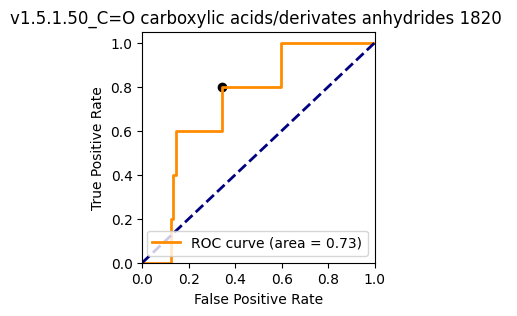 v1.5.1.50_C=O carboxylic acids/derivates anhydrides 1820
1.0
0.8
0.6
0.4
0.2
0.0
True Positive Rate
ROC curve (area = 0.73)
0.0 0.2 0.4 0.6 0.8 1.0
False Positive Rate